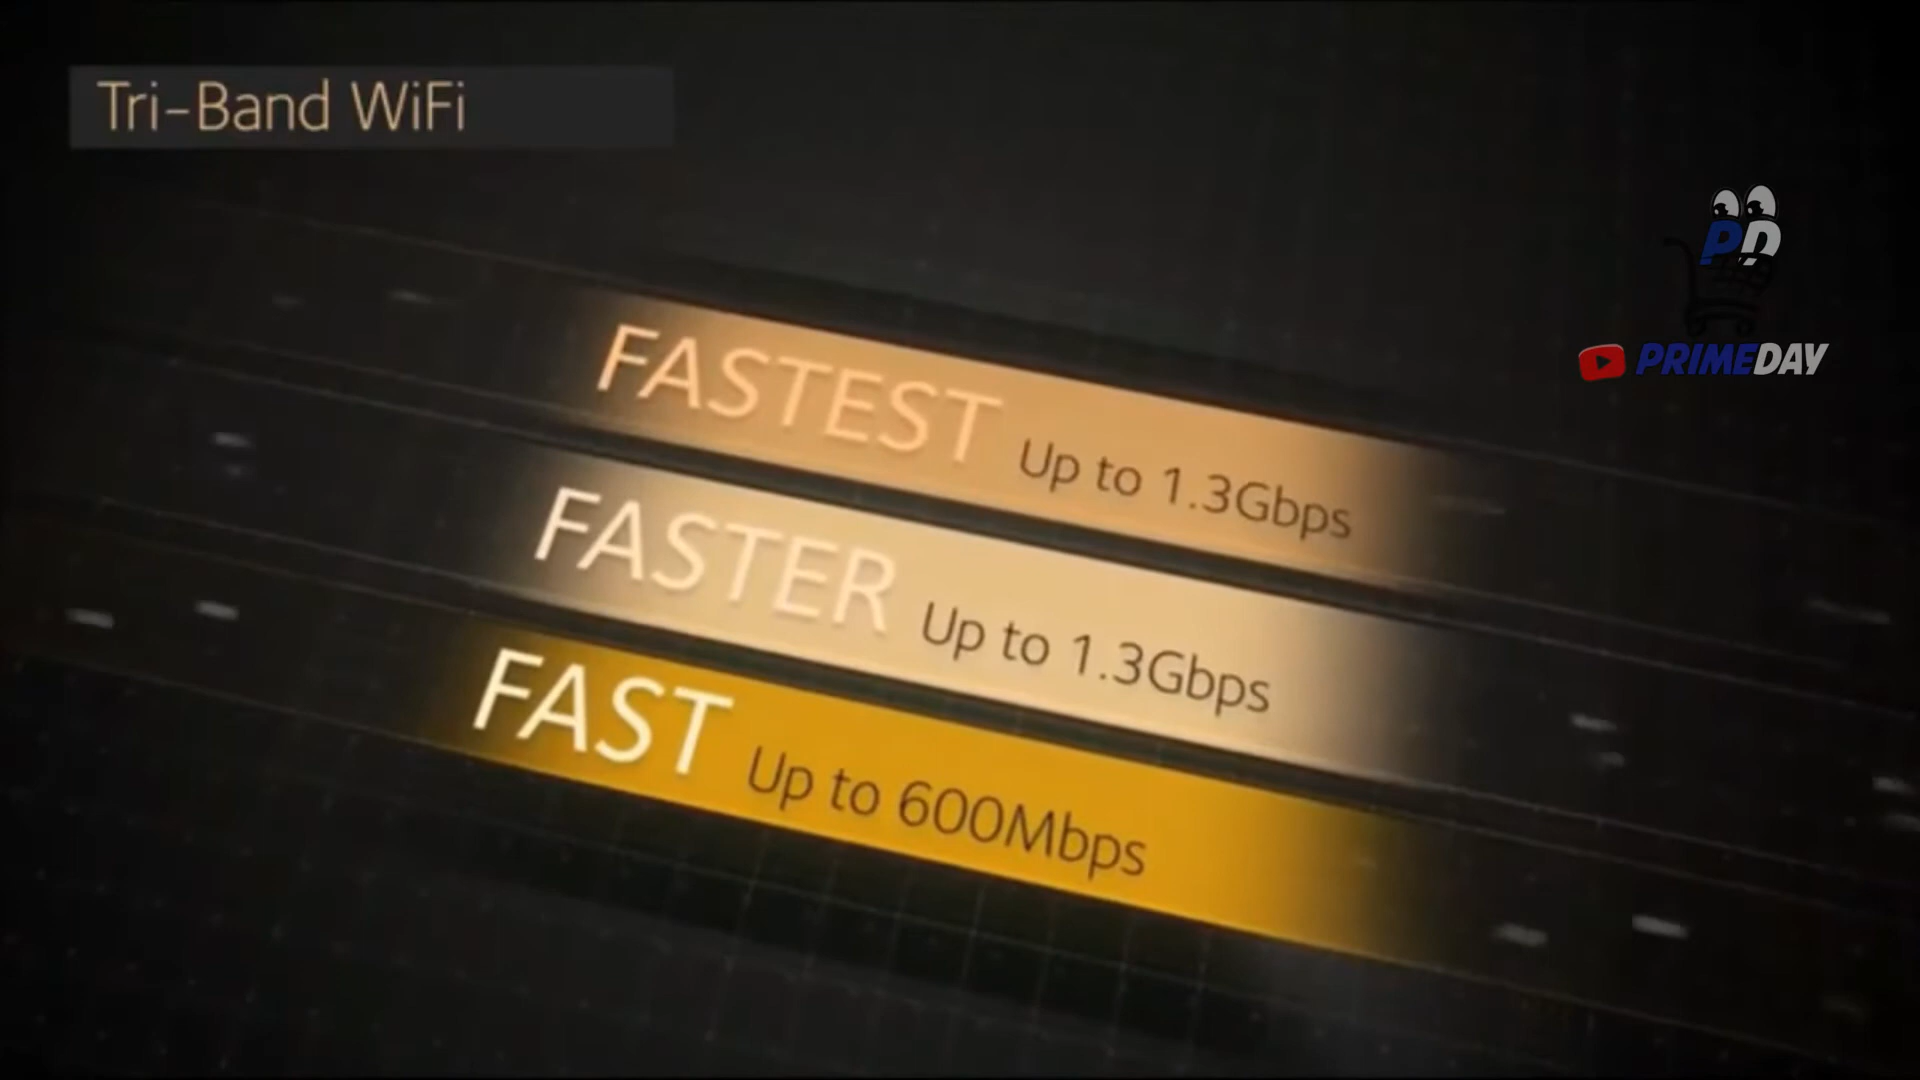 Tri-Band WiFi
PD
PRIMEDAY
FASTEST Up to 1.3Gbps
FASTER Up to 1.3Gbps
FAST Up to 600Mbps